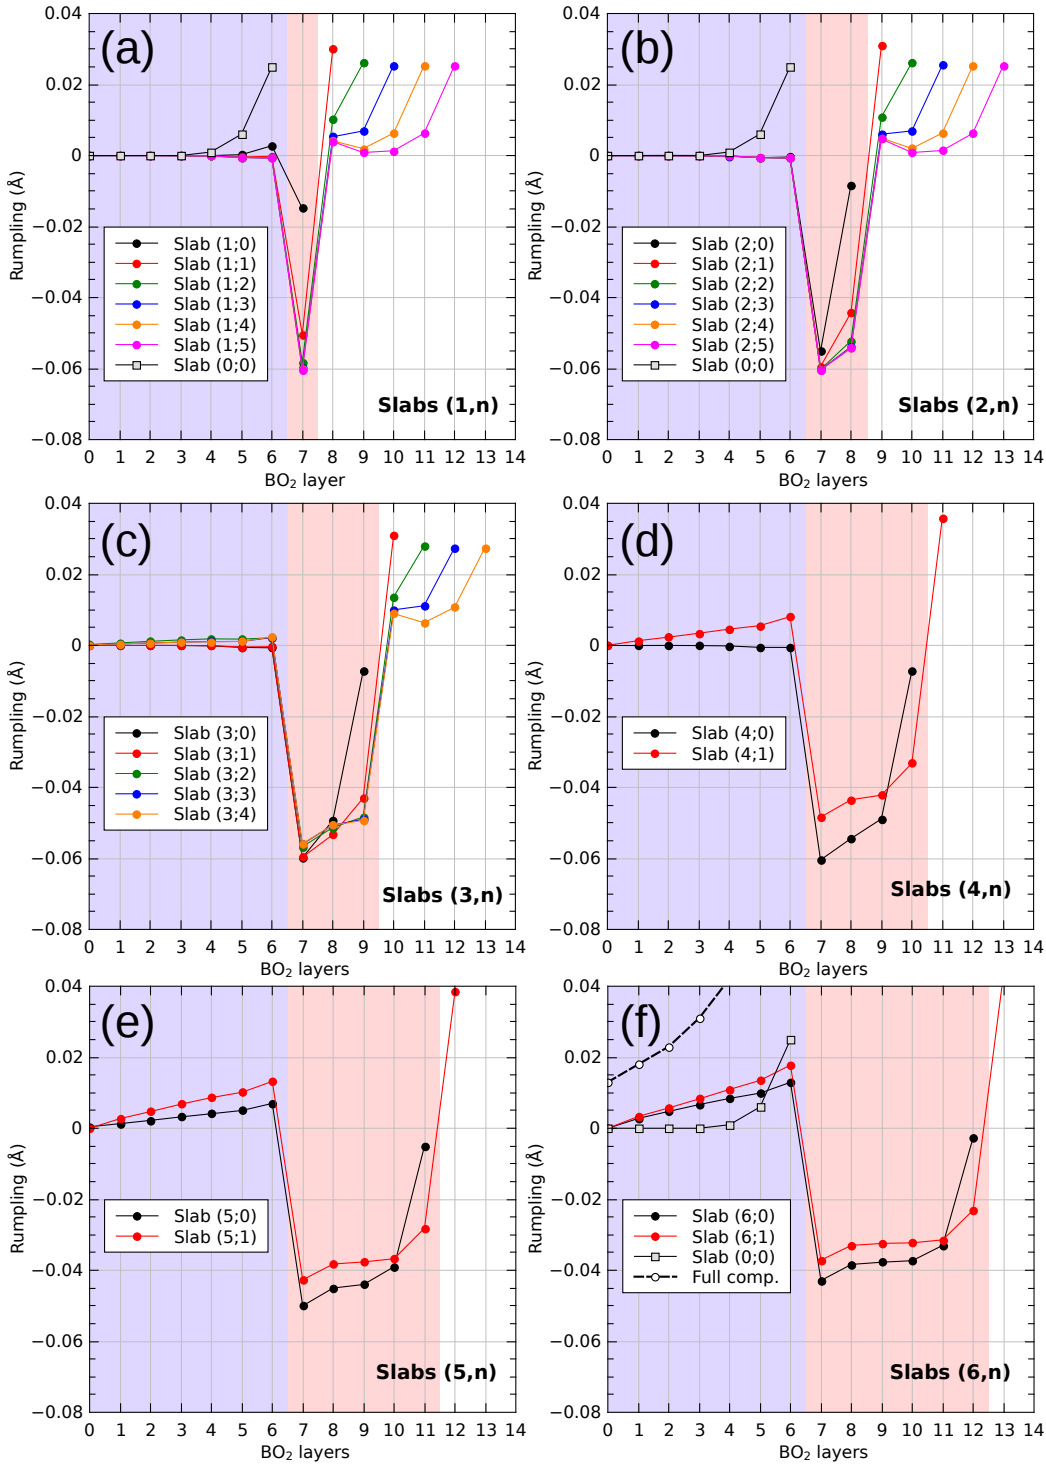 (a)
0.04
0.02
0
−0.02
−0.04
−0.06
−0.08
Rumpling (Å)
Slab (1;0)
Slab (1;1)
Slab (1;2)
Slab (1;3)
Slab (1;4)
Slab (1;5)
Slab (0;0)
Slabs (1,n)
0 1 2 3 4 5 6 7 8 9 10 11 12 13 14
BO₂ layer
(b)
0.04
0.02
0
−0.02
−0.04
−0.06
−0.08
Rumpling (Å)
Slab (2;0)
Slab (2;1)
Slab (2;2)
Slab (2;3)
Slab (2;4)
Slab (2;5)
Slab (0;0)
Slabs (2,n)
0 1 2 3 4 5 6 7 8 9 10 11 12 13 14
BO₂ layers
(c)
0.04
0.02
0
−0.02
−0.04
−0.06
−0.08
Rumpling (Å)
Slab (3;0)
Slab (3;1)
Slab (3;2)
Slab (3;3)
Slab (3;4)
Slabs (3,n)
0 1 2 3 4 5 6 7 8 9 10 11 12 13 14
BO₂ layers
(d)
0.04
0.02
0
−0.02
−0.04
−0.06
−0.08
Rumpling (Å)
Slab (4;0)
Slab (4;1)
Slabs (4,n)
0 1 2 3 4 5 6 7 8 9 10 11 12 13 14
BO₂ layers
(e)
0.04
0.02
0
−0.02
−0.04
−0.06
−0.08
Rumpling (Å)
Slab (5;0)
Slab (5;1)
Slabs (5,n)
0 1 2 3 4 5 6 7 8 9 10 11 12 13 14
BO₂ layers
(f)
0.04
0.02
0
−0.02
−0.04
−0.06
−0.08
Rumpling (Å)
Slab (6;0)
Slab (6;1)
Slab (0;0)
Full comp.
Slabs (6,n)
0 1 2 3 4 5 6 7 8 9 10 11 12 13 14
BO₂ layers